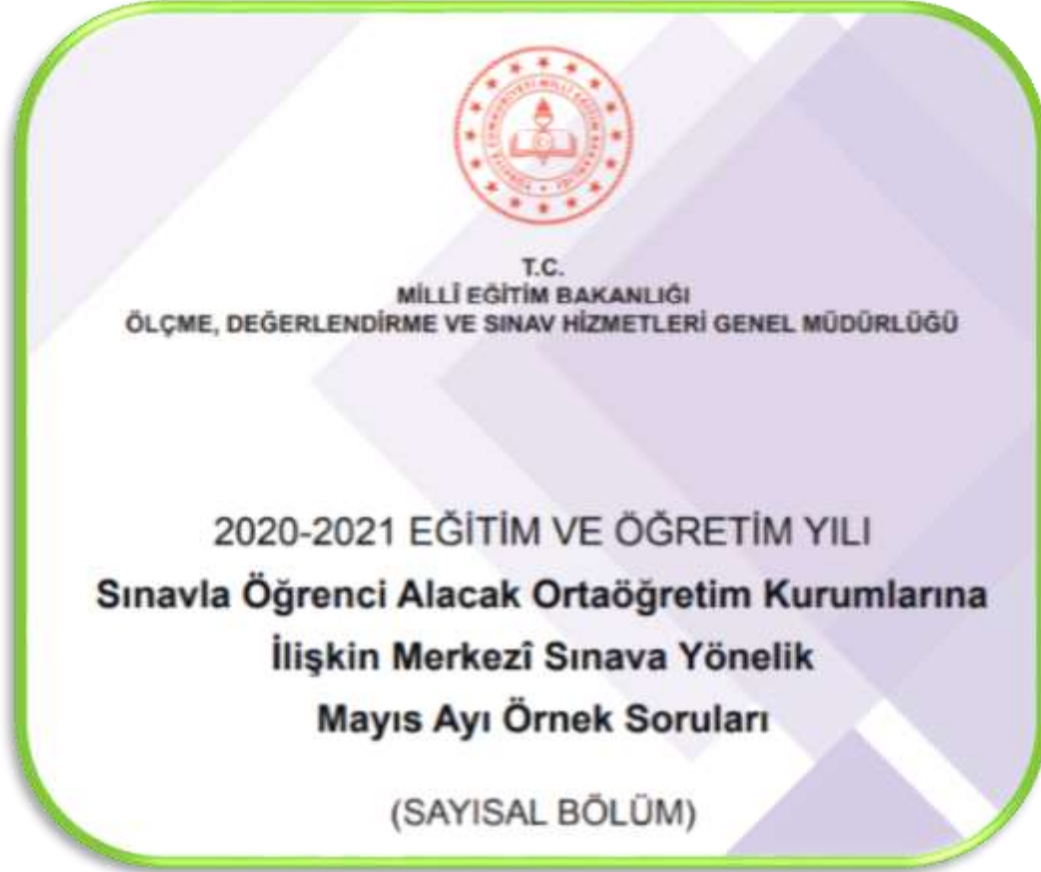 T.C.
MİLLÎ EĞİTİM BAKANLIĞI
ÖLÇME, DEĞERLENDİRME VE SINAV HİZMETLERİ GENEL MÜDÜRLÜĞÜ
2020-2021 EĞİTİM VE ÖĞRETİM YILI
Sınavla Öğrenci Alacak Ortaöğretim Kurumlarına
İlişkin Merkezî Sınava Yönelik
Mayıs Ayı Örnek Soruları
(SAYISAL BÖLÜM)